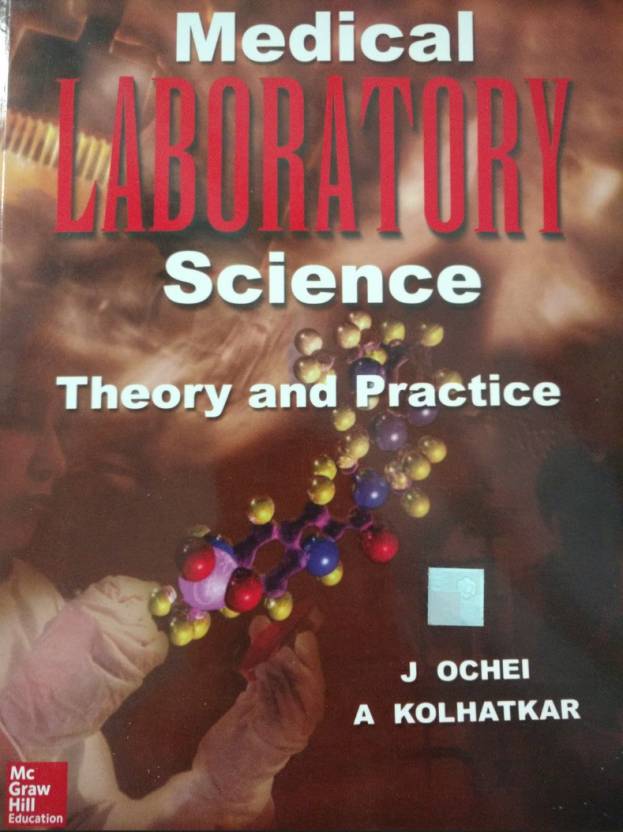 Medical
LABORATORY
Science
Theory and Practice
J OCHEI
A KOLHATKAR
Mc
Graw
Hill
Education